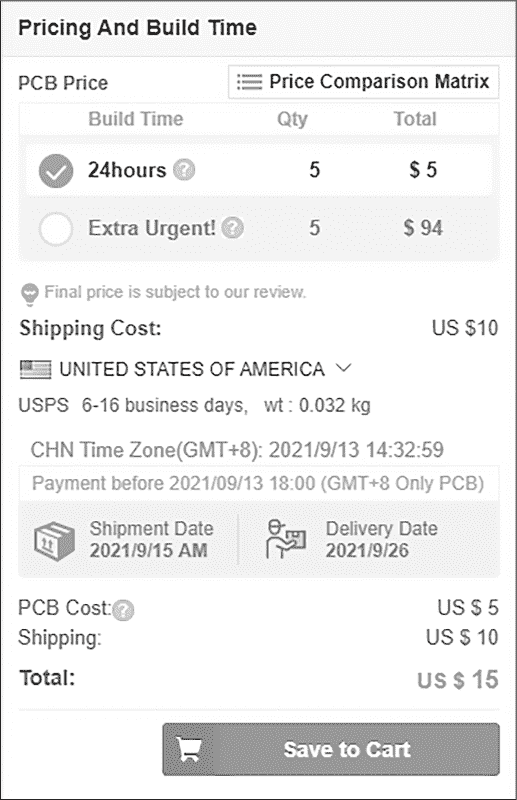 Pricing And Build Time
PCB Price
Price Comparison Matrix
Build Time Qty Total
24hours ? 5 $ 5
Extra Urgent! ? 5 $ 94
Final price is subject to our review.
Shipping Cost: US $10
UNITED STATES OF AMERICA
USPS 6-16 business days, wt : 0.032 kg
CHN Time Zone(GMT+8): 2021/9/13 14:32:59
Payment before 2021/09/13 18:00 (GMT+8 Only PCB)
Shipment Date Delivery Date
2021/9/15 AM 2021/9/26
PCB Cost: ? US $ 5
Shipping: US $ 10
Total: US $ 15
Save to Cart